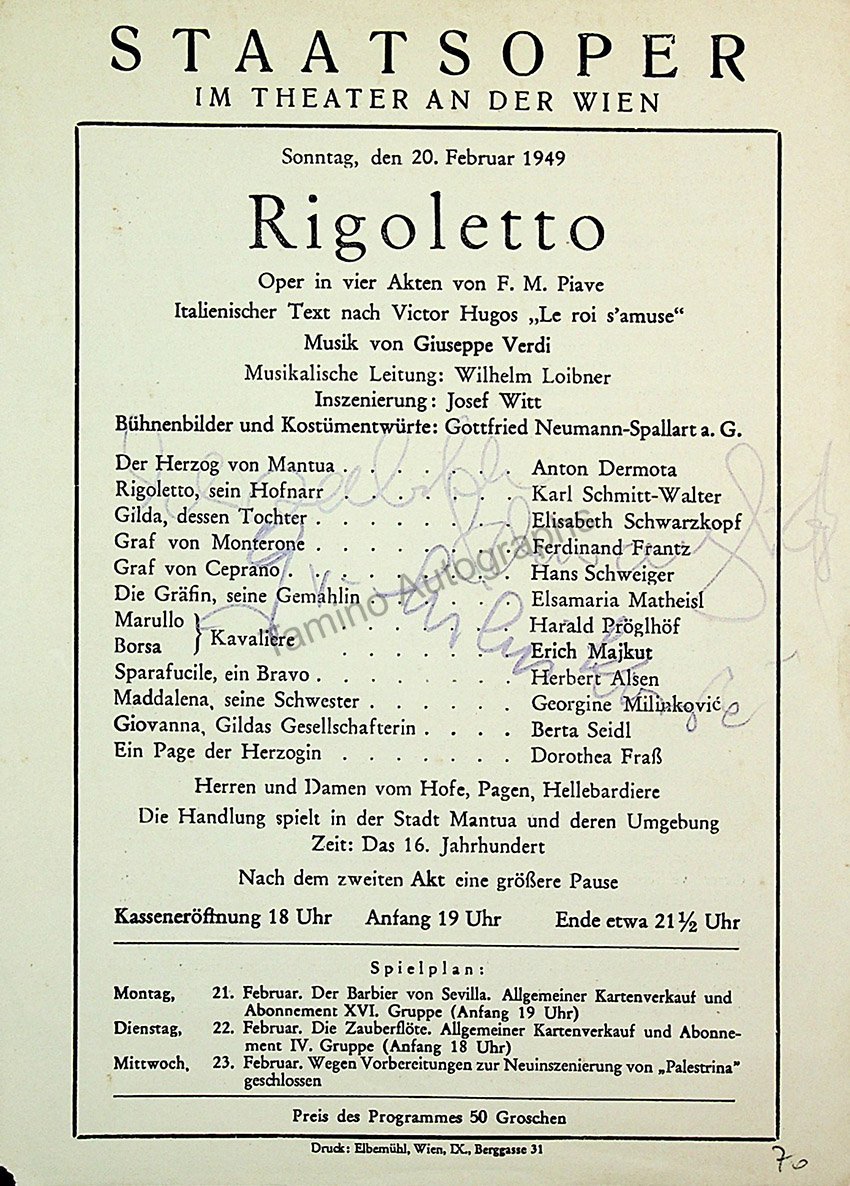 STAATSOPER
IM THEATER AN DER WIEN
Sonntag, den 20. Februar 1949
Rigoletto
Oper in vier Akten von F. M. Piave
Italienischer Text nach Victor Hugos „Le roi s'amuse“
Musik von Giuseppe Verdi
Musikalische Leitung: Wilhelm Loibner
Inszenierung: Josef Witt
Bühnenbilder und Kostümentwürfe: Gottfried Neumann-Spallart a. G.
Der Herzog von Mantua . . . . . . . Anton Dermota
Rigoletto, sein Hofnarr . . . . . . . Karl Schmitt-Walter
Gilda, dessen Tochter . . . . . . . . Elisabeth Schwarzkopf
Graf von Monterone . . . . . . . . Ferdinand Frantz
Graf von Ceprano . . . . . . . . . Hans Schweiger
Die Gräfin, seine Gemahlin . . . . . . Elsamaria Matheisl
Marullo } Kavaliere . . . . . . . Harald Pröglhöf
Borsa } . . . . . . . Erich Majkut
Sparafucile, ein Bravo . . . . . . . . Herbert Alsen
Maddalena, seine Schwester . . . . . . Georgine Milinković
Giovanna, Gildas Gesellschafterin . . . . Berta Seidl
Ein Page der Herzogin . . . . . . . Dorothea Fraß
Tamino Autographs
Herren und Damen vom Hofe, Pagen, Hellebardiere
Die Handlung spielt in der Stadt Mantua und deren Umgebung
Zeit: Das 16. Jahrhundert
Nach dem zweiten Akt eine größere Pause
Kasseneröffnung 18 Uhr Anfang 19 Uhr Ende etwa 21½ Uhr
Spielplan:
Montag, 21. Februar. Der Barbier von Sevilla. Allgemeiner Kartenverkauf und
Abonnement XVI. Gruppe (Anfang 19 Uhr)
Dienstag, 22. Februar. Die Zauberflöte. Allgemeiner Kartenverkauf und Abonne-
ment IV. Gruppe (Anfang 18 Uhr)
Mittwoch, 23. Februar. Wegen Vorbereitungen zur Neuinszenierung von „Palestrina“
geschlossen
Preis des Programmes 50 Groschen
Druck: Elbemühl, Wien, IX., Berggasse 31
70